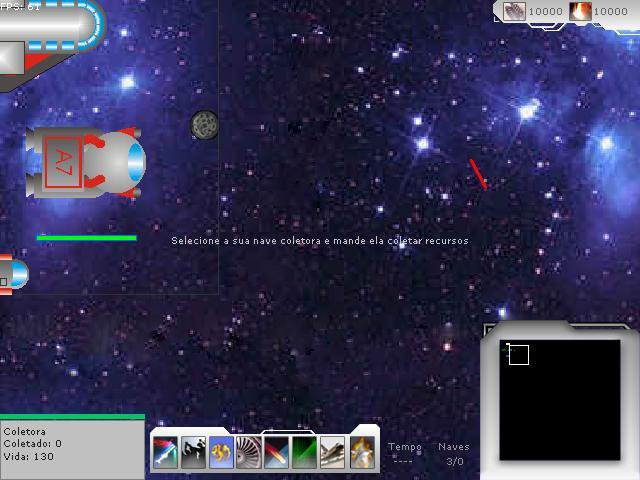 FPS: 61
10000
10000
A7
Selecione a sua nave coletora e mande ela coletar recursos
Coletora
Coletado: 0
Vida: 130
Tempo
----
Naves
3/0